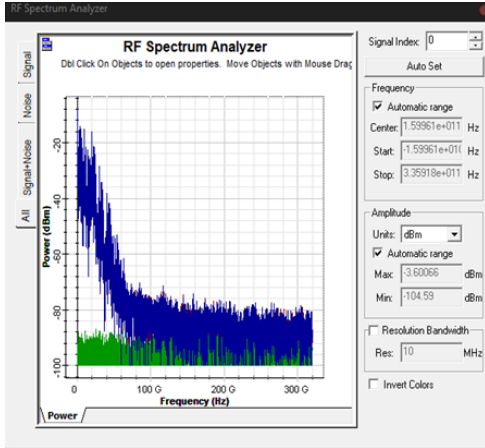 RF Spectrum Analyzer
RF Spectrum Analyzer
Dbl Click On Objects to open properties. Move Objects with Mouse Drag
Signal
Noise
Signal+Noise
All
Power (dBm)
-20
-40
-60
-80
-100
0
100 G
200 G
300 G
Frequency (Hz)
Power
Signal Index: 0
Auto Set
Frequency
Automatic range
Center: 1.59961e+011 Hz
Start: -1.59961e+01( Hz
Stop: 3.35918e+011 Hz
Amplitude
Units: dBm
Automatic range
Max: -3.60066 dBm
Min: -104.59 dBm
Resolution Bandwidth
Res: 10 MHz
Invert Colors